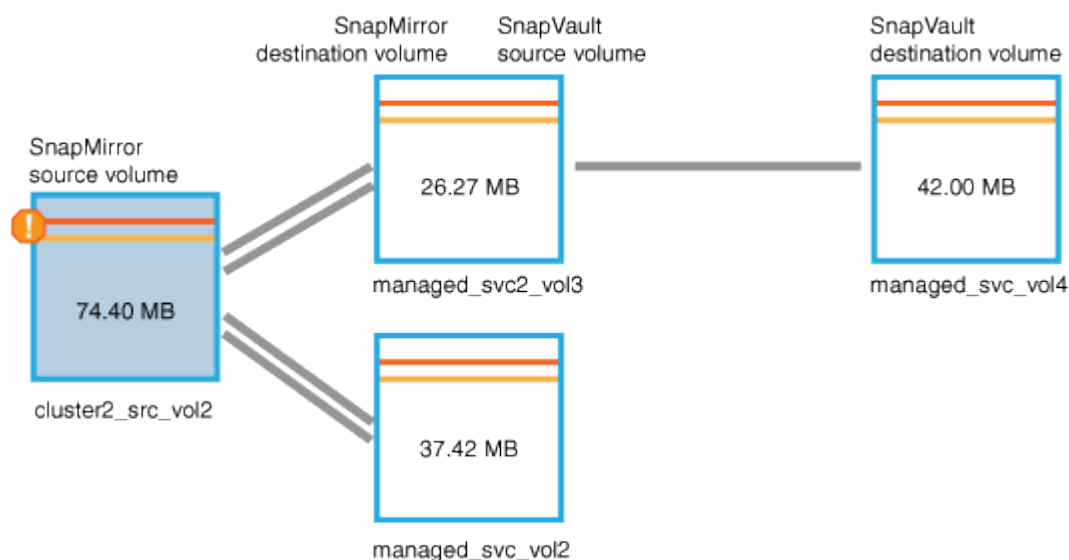 SnapMirror
destination volume
SnapVault
source volume
SnapVault
destination volume
SnapMirror
source volume
!
74.40 MB
cluster2_src_vol2
26.27 MB
managed_svc2_vol3
42.00 MB
managed_svc_vol4
37.42 MB
managed_svc_vol2